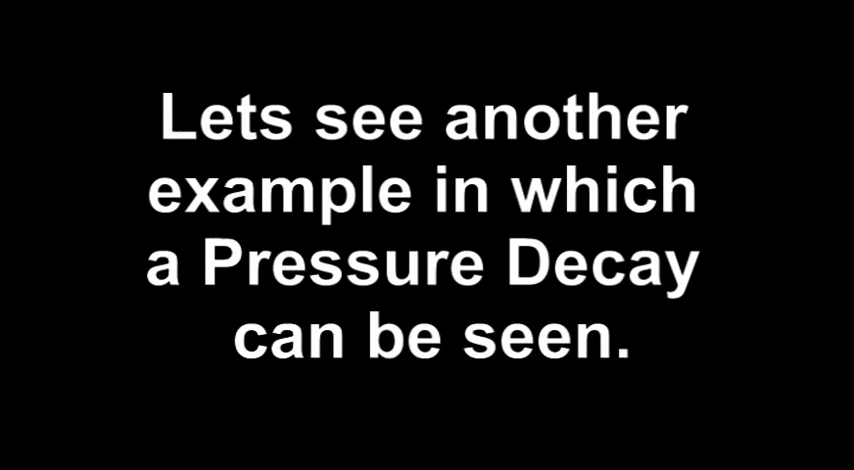 Lets see another
example in which
a Pressure Decay
can be seen.